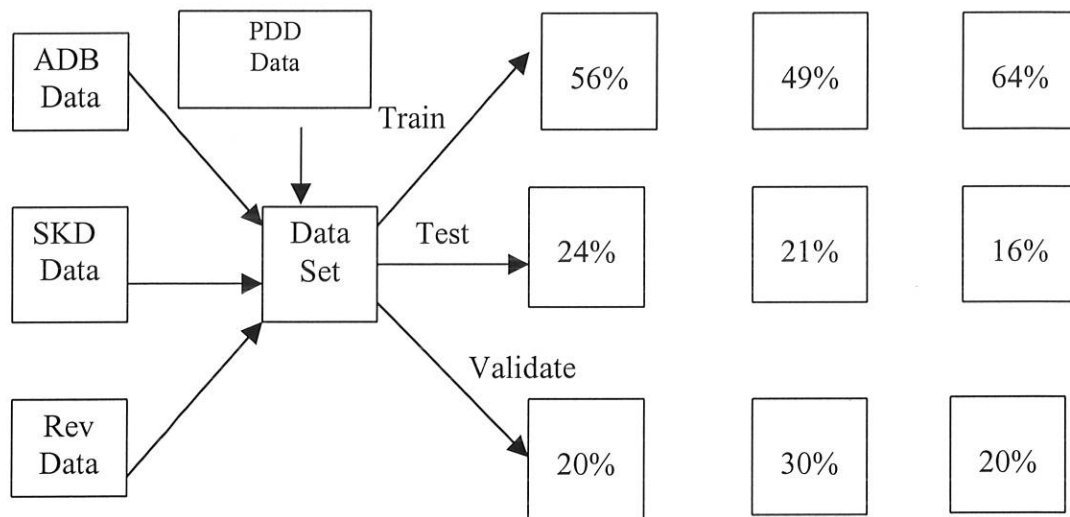 PDD
Data
ADB
Data
Train
56%
49%
64%
SKD
Data
Data
Set
Test
24%
21%
16%
Validate
Rev
Data
20%
30%
20%